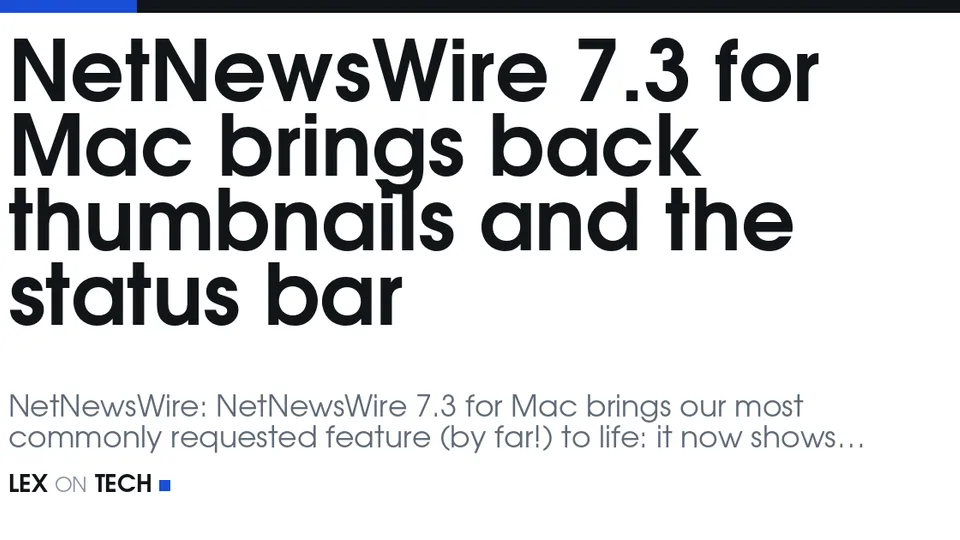 NetNewsWire 7.3 for
Mac brings back
thumbnails and the
status bar
NetNewsWire: NetNewsWire 7.3 for Mac brings our most
commonly requested feature (by far!) to life: it now shows…
LEX ON TECH